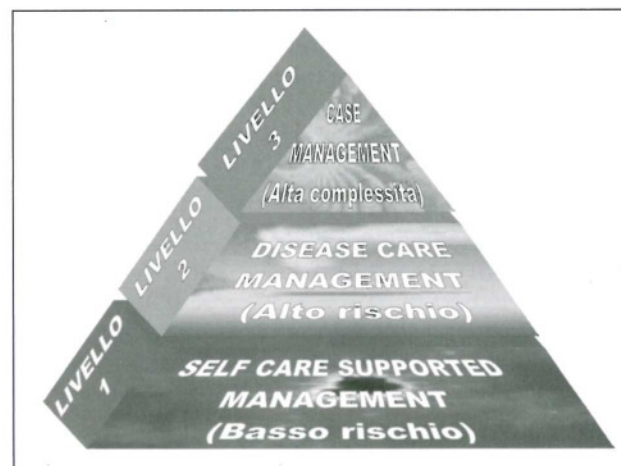 LIVELLO
3
CASE
MANAGEMENT
(Alta complessità)
LIVELLO
2
DISEASE CARE
MANAGEMENT
(Alto rischio)
LIVELLO
1
SELF CARE SUPPORTED
MANAGEMENT
(Basso rischio)